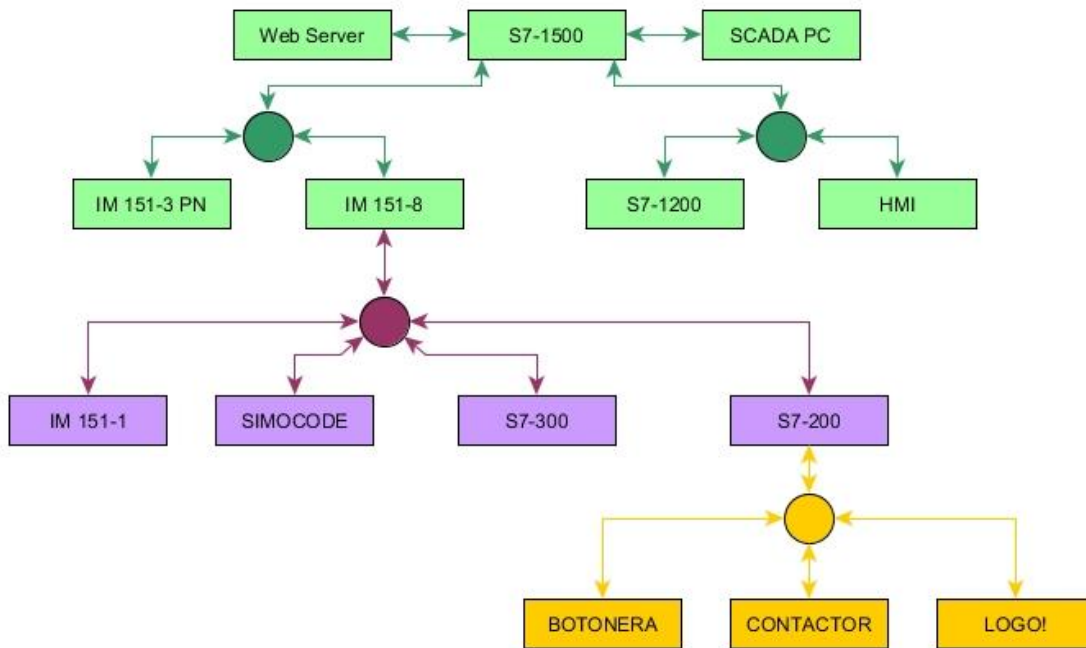 Web Server
S7-1500
SCADA PC
IM 151-3 PN
IM 151-8
S7-1200
HMI
IM 151-1
SIMOCODE
S7-300
S7-200
BOTONERA
CONTACTOR
LOGO!